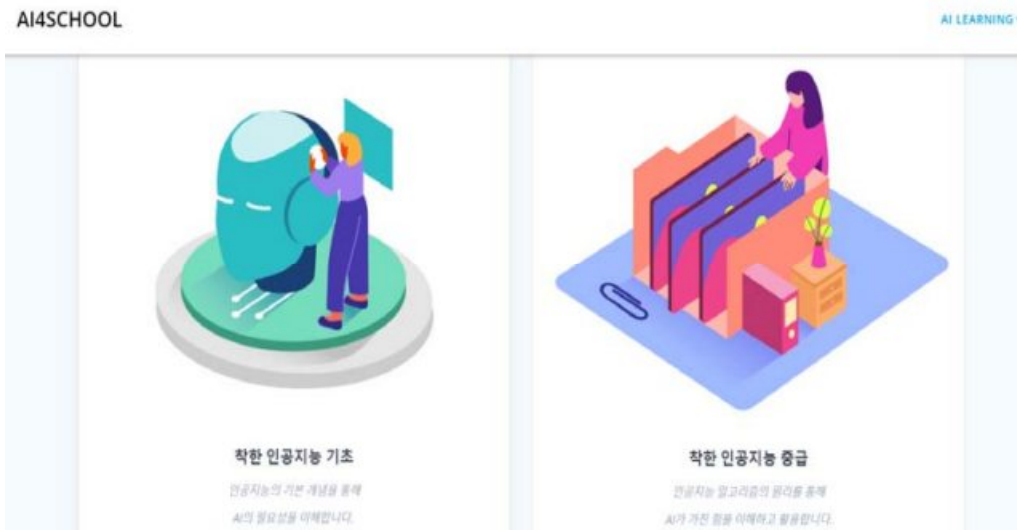 AI4SCHOOL
AI LEARNING
착한 인공지능 기초
인공지능의 기본 개념을 통해
AI의 필요성을 이해합니다.
착한 인공지능 중급
인공지능 알고리즘의 원리를 통해
AI가 가진 힘을 이해하고 활용합니다.